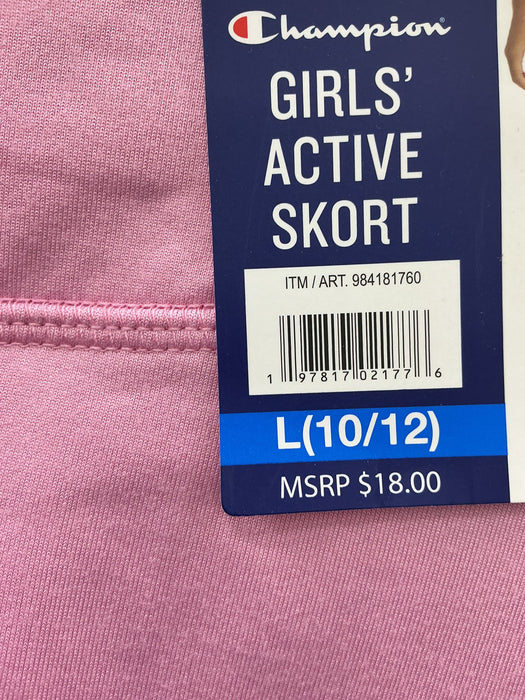 Champion
GIRLS'
ACTIVE
SKORT
ITM / ART. 984181760
1 97817 02177 6
L(10/12)
MSRP $18.00